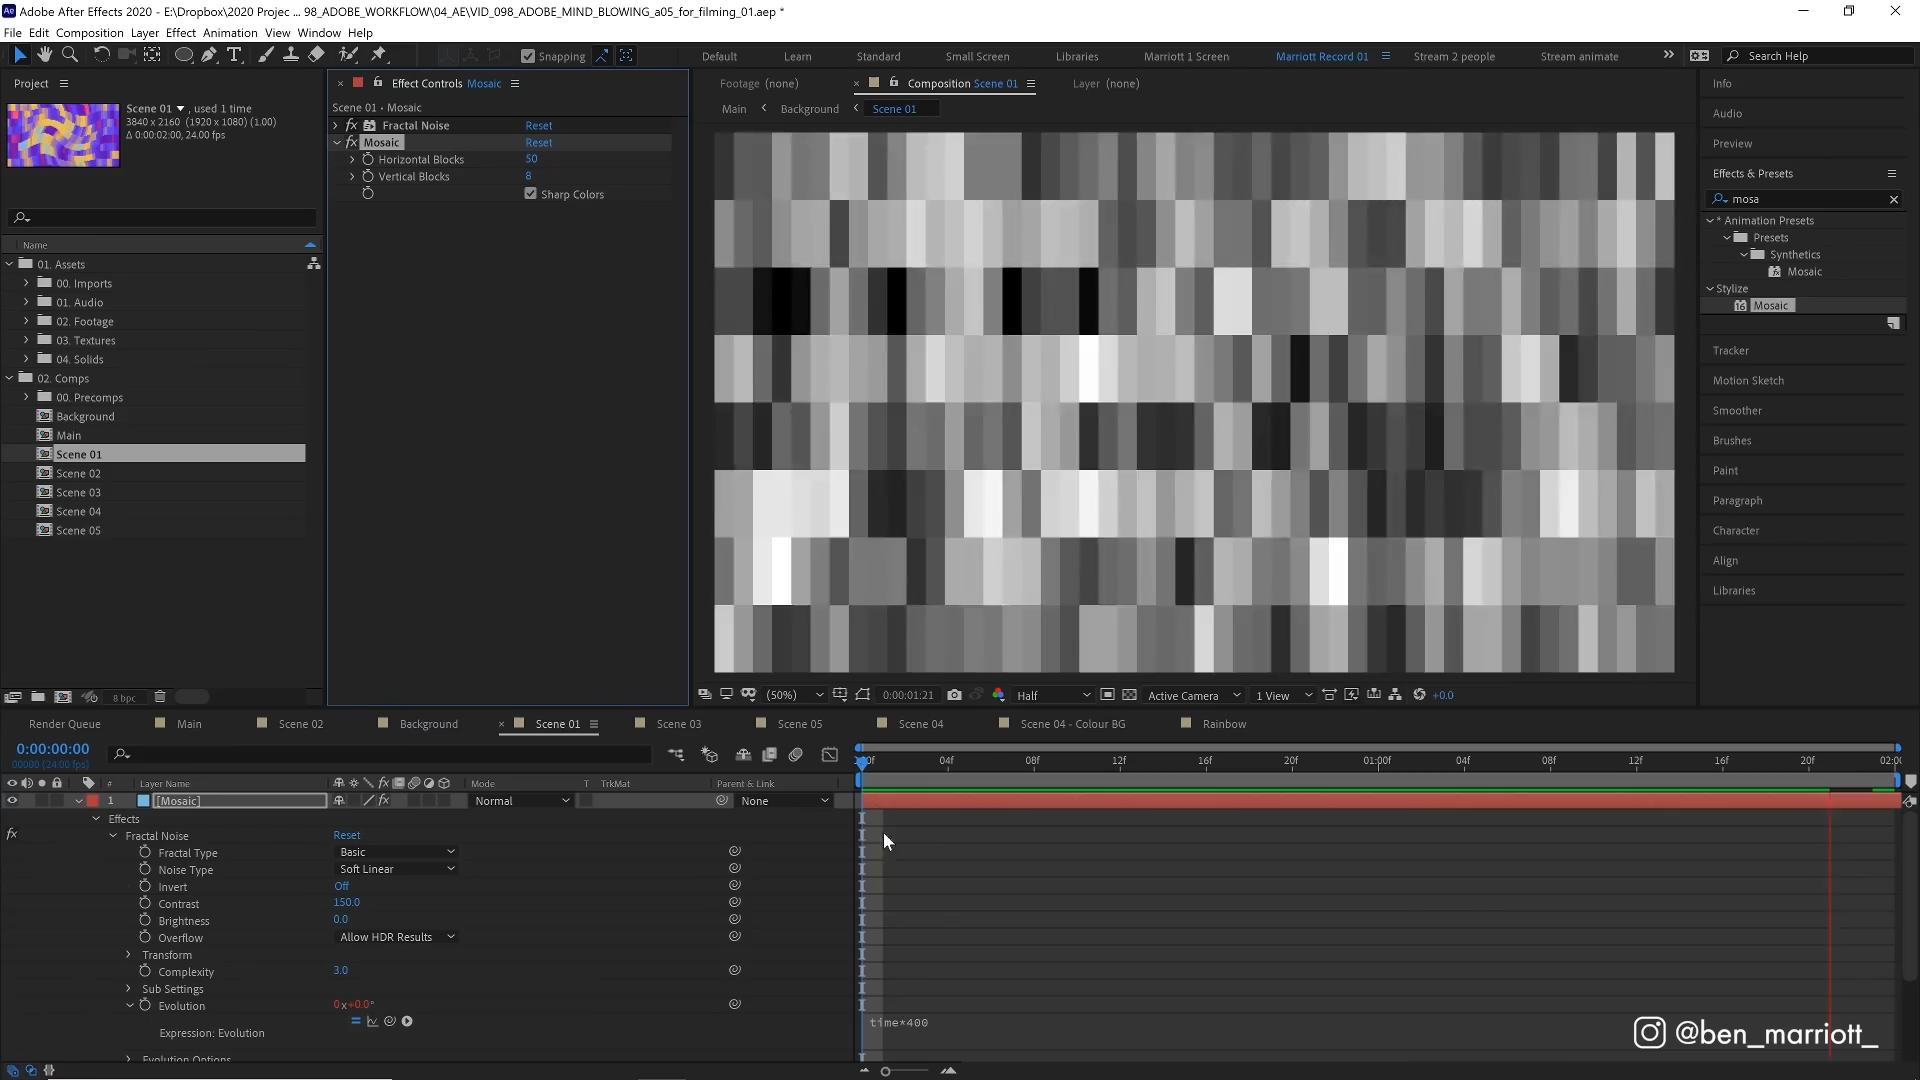 Adobe After Effects 2020 - E:\Dropbox\2020 Projec ... 98_ADOBE_WORKFLOW\04_AE\VID_098_ADOBE_MIND_BLOWING_a05_for_filming_01.aep *
File Edit Composition Layer Effect Animation View Window Help
Snapping Default Learn Standard Small Screen Libraries Marriott 1 Screen Marriott Record 01 Stream 2 people Stream animate Search Help
Project
Scene 01 , used 1 time
3840 x 2160 (1920 x 1080) (1.00)
Δ 0:00:02:00, 24.00 fps
Name
01. Assets
00. Imports
01. Audio
02. Footage
03. Textures
04. Solids
02. Comps
00. Precomps
Background
Main
Scene 01
Scene 02
Scene 03
Scene 04
Scene 05
8 bpc
Effect Controls Mosaic
Scene 01 • Mosaic
fx Fractal Noise Reset
fx Mosaic Reset
Horizontal Blocks 50
Vertical Blocks 8
Sharp Colors
Footage (none) Composition Scene 01 Layer (none)
Main Background Scene 01
(50%) 0:00:01:21 Half Active Camera 1 View +0.0
Info
Audio
Preview
Effects & Presets
mosa
* Animation Presets
Presets
Synthetics
Mosaic
Stylize
Mosaic
Tracker
Motion Sketch
Smoother
Brushes
Paint
Paragraph
Character
Align
Libraries
Render Queue Main Scene 02 Background Scene 01 Scene 03 Scene 05 Scene 04 Scene 04 - Colour BG Rainbow
0:00:00:00
00000 (24.00 fps)
04f 08f 12f 16f 20f 01:00f 04f 08f 12f 16f 20f
# Layer Name Mode T TrkMat Parent & Link
1 [Mosaic] Normal None
Effects
fx Fractal Noise Reset
Fractal Type Basic
Noise Type Soft Linear
Invert Off
Contrast 150.0
Brightness 0.0
Overflow Allow HDR Results
Transform
Complexity 3.0
Sub Settings
Evolution 0x+0.0°
Expression: Evolution time*400
Evolution Options
@ben_marriott_